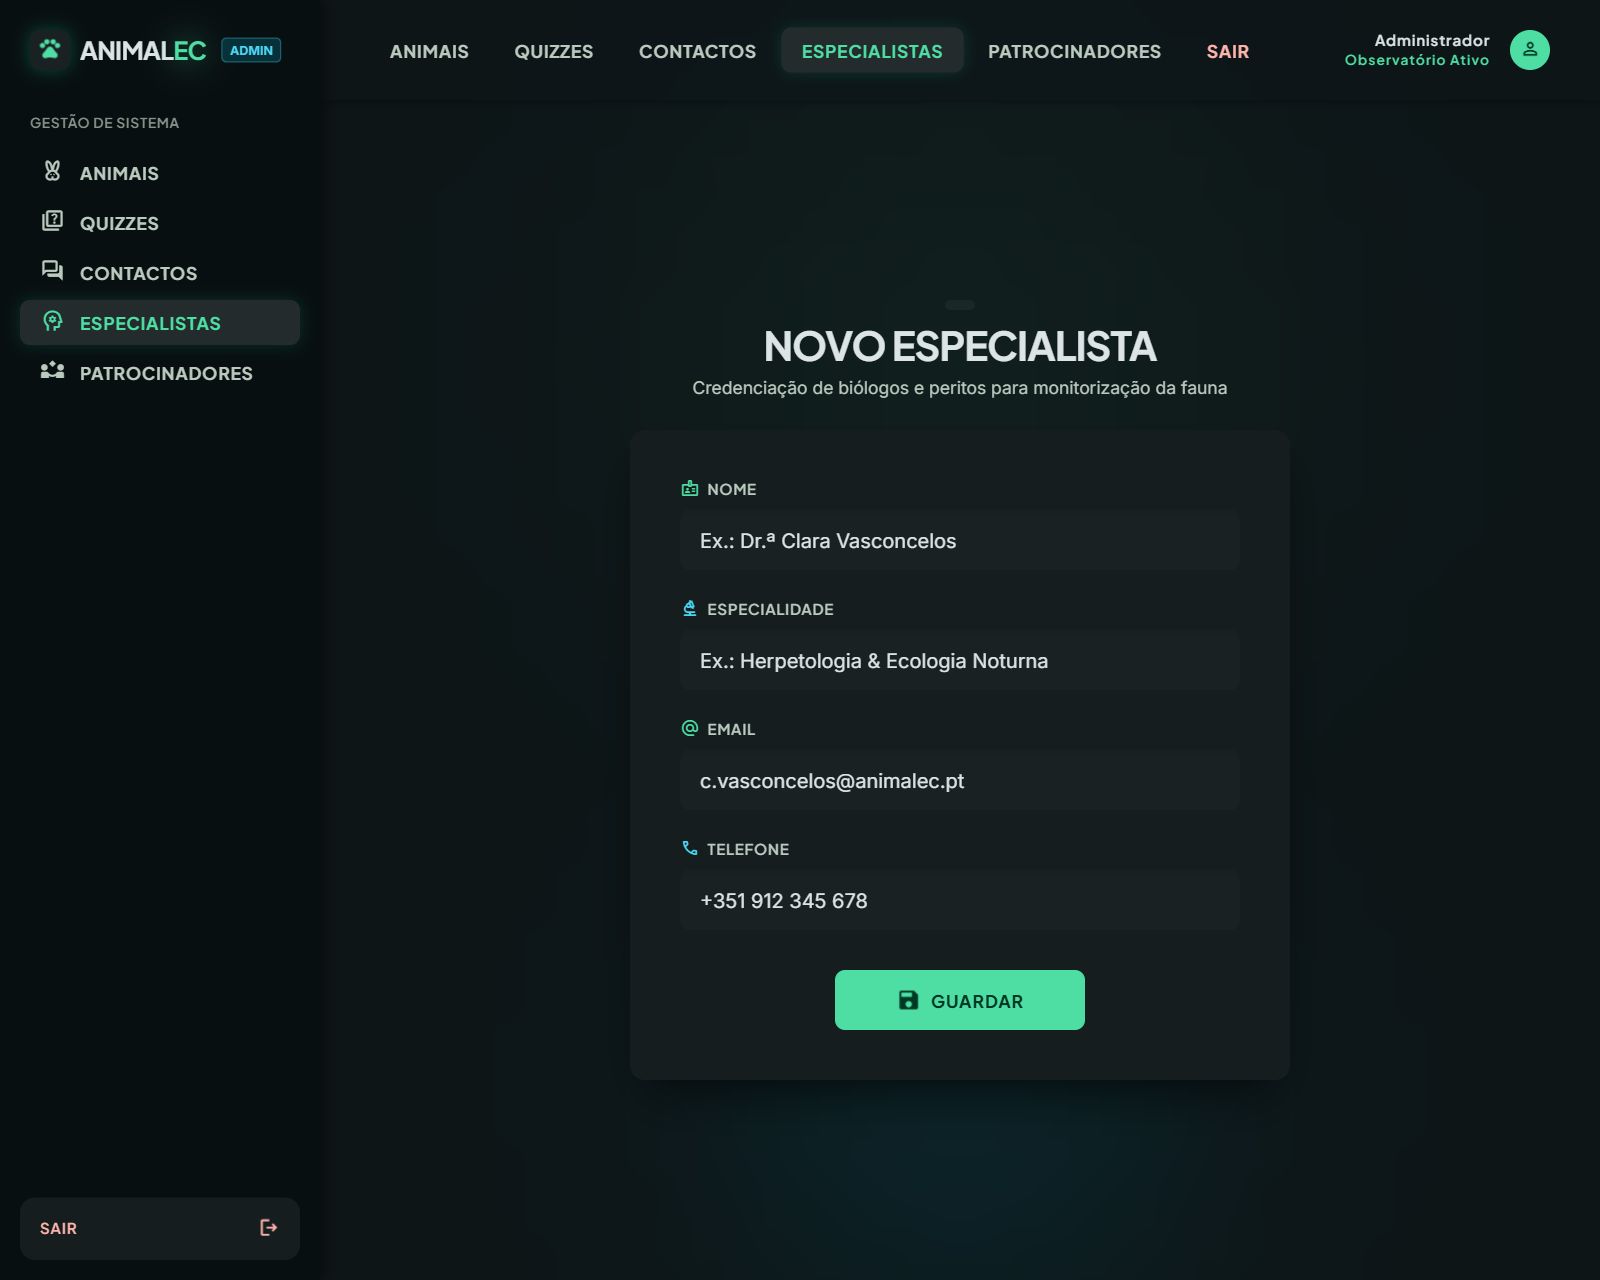 ANIMALEC
ADMIN
ANIMAIS
QUIZZES
CONTACTOS
ESPECIALISTAS
PATROCINADORES
SAIR
Administrador
Observatório Ativo
GESTÃO DE SISTEMA
ANIMAIS
QUIZZES
CONTACTOS
ESPECIALISTAS
PATROCINADORES
NOVO ESPECIALISTA
Credenciação de biólogos e peritos para monitorização da fauna
NOME
Ex.: Dr.ª Clara Vasconcelos
ESPECIALIDADE
Ex.: Herpetologia & Ecologia Noturna
EMAIL
c.vasconcelos@animalec.pt
TELEFONE
+351 912 345 678
GUARDAR
SAIR